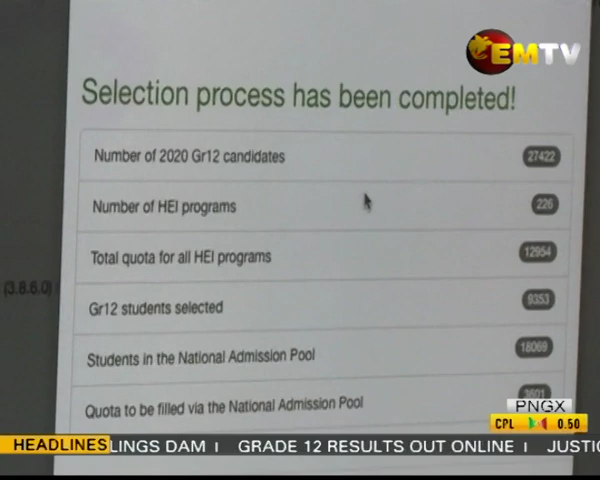 EMTV
Selection process has been completed!
Number of 2020 Gr12 candidates 27422
Number of HEI programs 226
Total quota for all HEI programs 12954
(3.8.6.0)
Gr12 students selected 9353
Students in the National Admission Pool 18069
Quota to be filled via the National Admission Pool 3601
PNGX
CPL 0.50
HEADLINES LINGS DAM I GRADE 12 RESULTS OUT ONLINE I JUSTIC